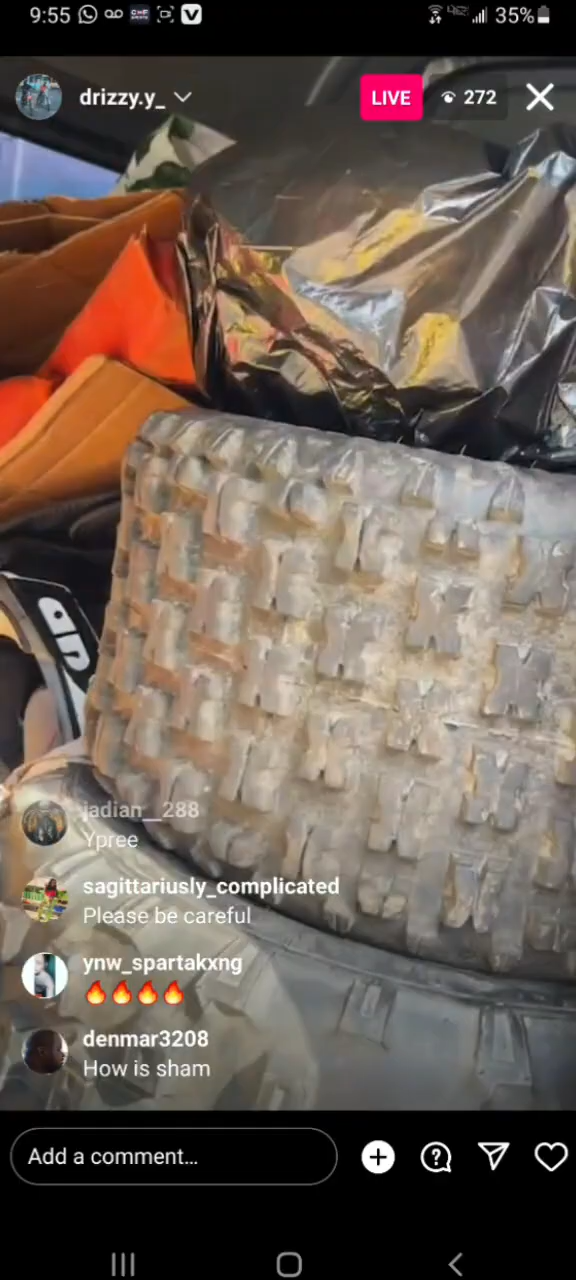 9:55
35%
drizzy.y_
LIVE
272
jadian__288
Ypree
sagittariusly_complicated
Please be careful
ynw_spartakxng
🔥🔥🔥🔥
denmar3208
How is sham
Add a comment…